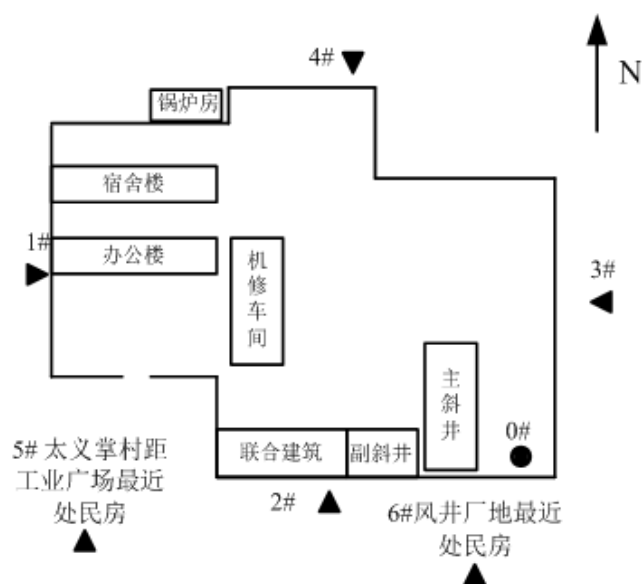 4#
N
锅炉房
宿舍楼
1#
办公楼
机修车间
3#
主斜井
0#
5# 太义掌村距
工业广场最近
处民房
联合建筑
副斜井
2#
6#风井厂地最近
处民房